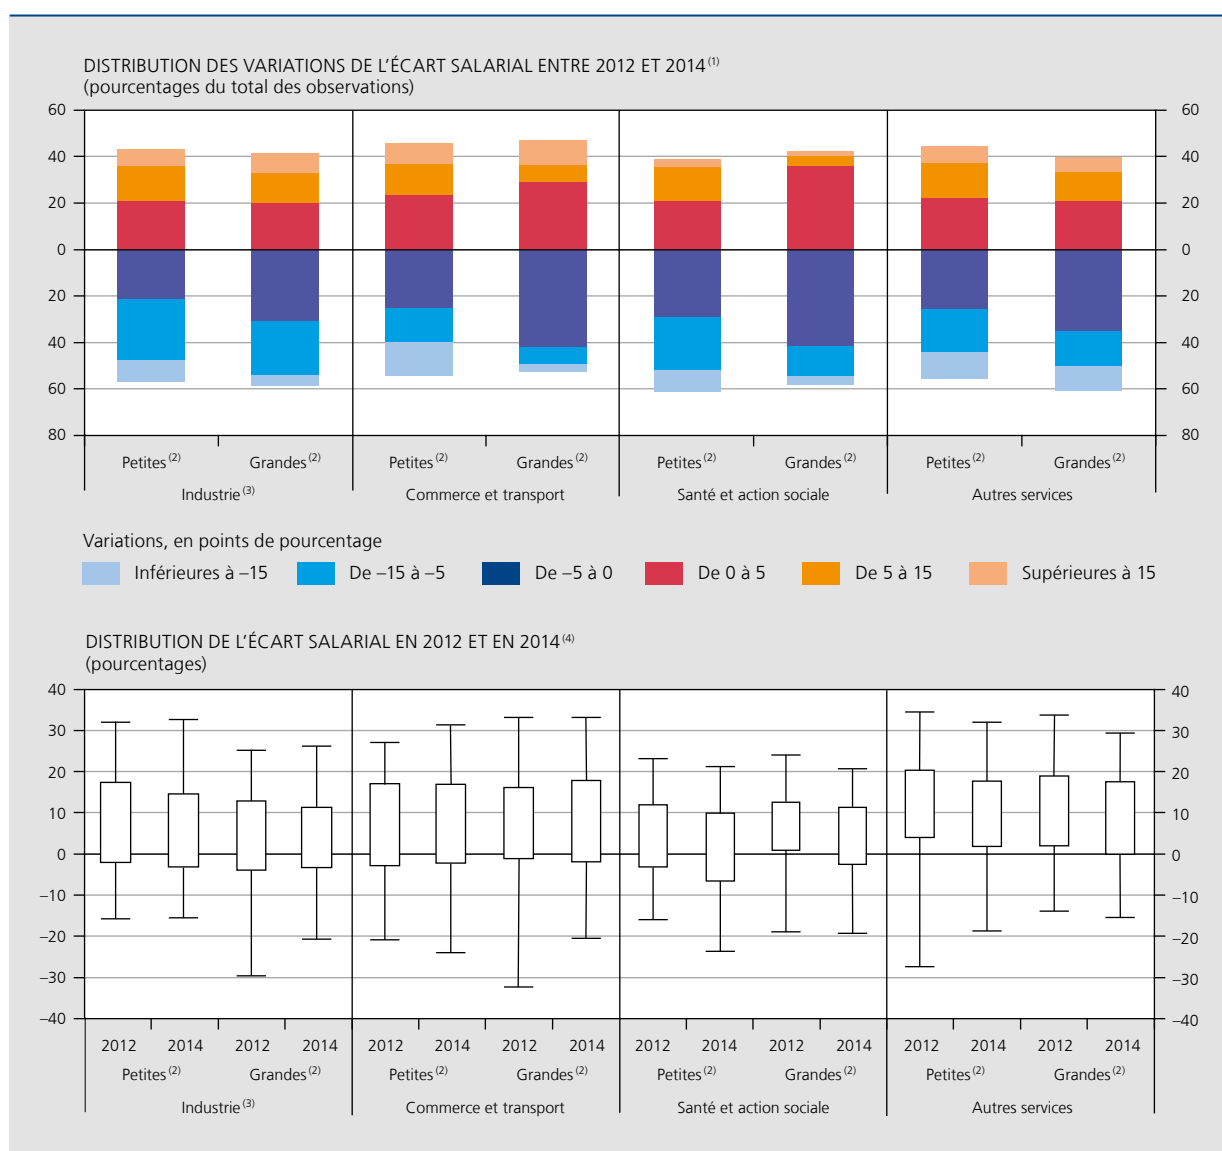 DISTRIBUTION DES VARIATIONS DE L’ÉCART SALARIAL ENTRE 2012 ET 2014 (1)
(pourcentages du total des observations)
60 60
40 40
20 20
0 0
20 20
40 40
60 60
80 80
Petites (2) Grandes (2) Petites (2) Grandes (2) Petites (2) Grandes (2) Petites (2) Grandes (2)
Industrie (3) Commerce et transport Santé et action sociale Autres services
Variations, en points de pourcentage
Inférieures à –15 De –15 à –5 De –5 à 0 De 0 à 5 De 5 à 15 Supérieures à 15
DISTRIBUTION DE L’ÉCART SALARIAL EN 2012 ET EN 2014 (4)
(pourcentages)
40 40
30 30
20 20
10 10
0 0
–10 –10
–20 –20
–30 –30
–40 –40
2012 2014 2012 2014 2012 2014 2012 2014 2012 2014 2012 2014 2012 2014 2012 2014
Petites (2) Grandes (2) Petites (2) Grandes (2) Petites (2) Grandes (2) Petites (2) Grandes (2)
Industrie (3) Commerce et transport Santé et action sociale Autres services